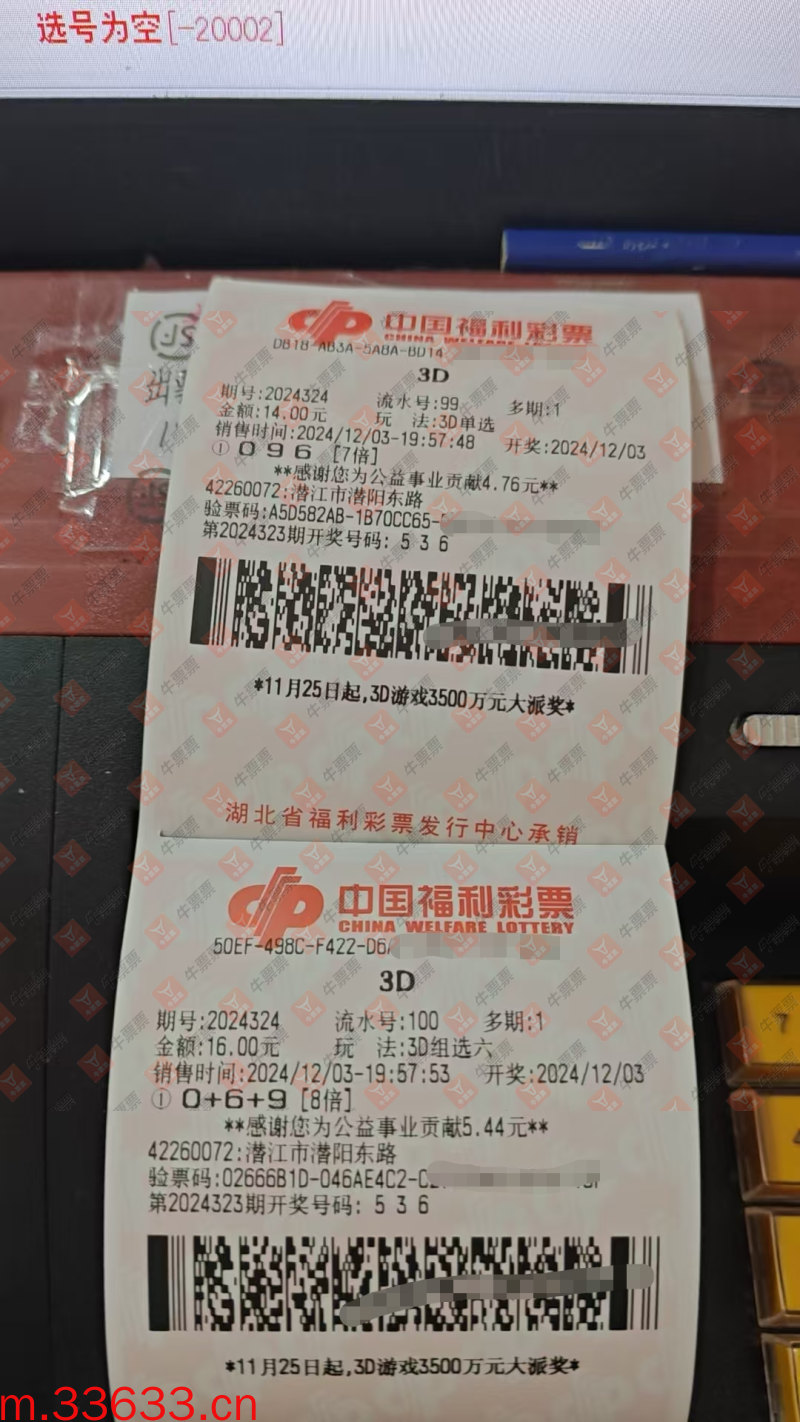 选号为空[-20002]
中国福利彩票
CHINA WELFARE
DB18-AB3A-5A8A-BD14
3D
期号:2024324 流水号:99 多期:1
金额:14.00元 玩 法:3D单选
销售时间:2024/12/03-19:57:48 开奖:2024/12/03
① 0 9 6 [7倍]
**感谢您为公益事业贡献4.76元**
42260072:潜江市潜阳东路
验票码:A5D582AB-1B70CC65-
第2024323期开奖号码: 5 3 6
*11月25日起,3D游戏3500万元大派奖*
湖北省福利彩票发行中心承销
中国福利彩票
CHINA WELFARE LOTTERY
50EF-498C-F422-D6
3D
期号:2024324 流水号:100 多期:1
金额:16.00元 玩 法:3D组选六
销售时间:2024/12/03-19:57:53 开奖:2024/12/03
① 0+6+9 [8倍]
**感谢您为公益事业贡献5.44元**
42260072:潜江市潜阳东路
验票码:02666B1D-046AE4C2-
第2024323期开奖号码: 5 3 6
*11月25日起,3D游戏3500万元大派奖*
m.33633.cn
牛票票
7